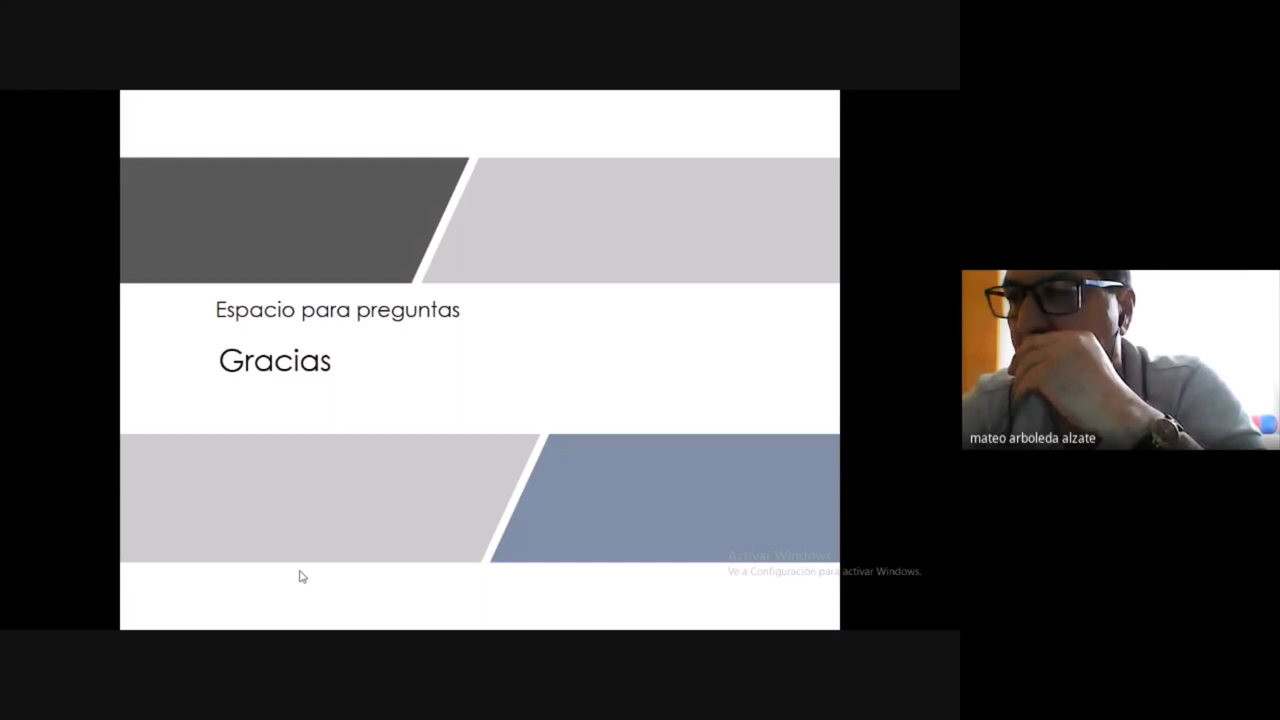 Espacio para preguntas
Gracias
mateo arboleda alzate
Activar Windows
Ve a Configuración para activar Windows.